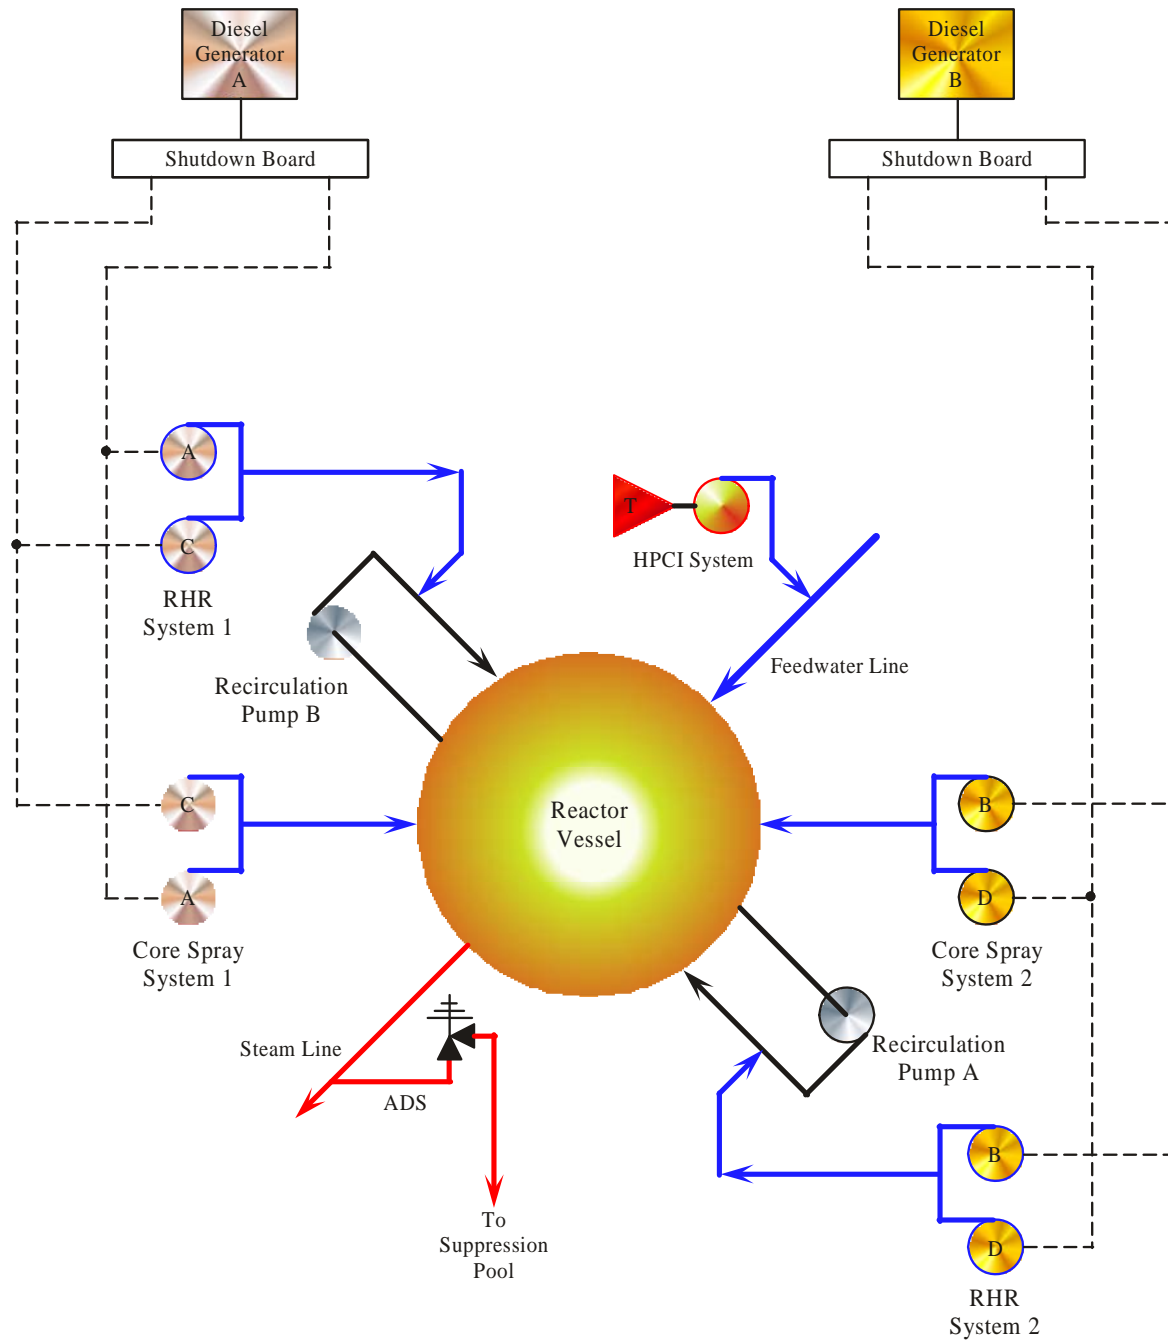 Diesel
Generator
A
Diesel
Generator
B
Shutdown Board
Shutdown Board
A
C
RHR
System 1
T
HPCI System
Feedwater Line
Recirculation
Pump B
Reactor
Vessel
C
A
Core Spray
System 1
B
D
Core Spray
System 2
Steam Line
ADS
Recirculation
Pump A
To
Suppression
Pool
B
D
RHR
System 2